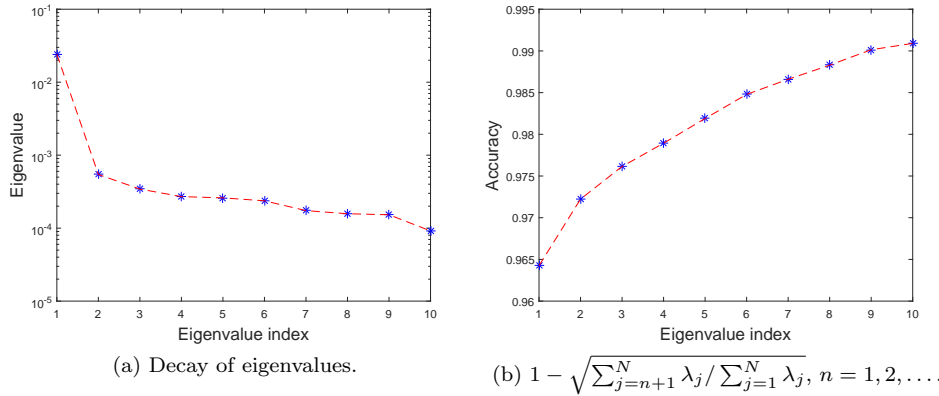 10^-1
10^-2
10^-3
10^-4
10^-5
Eigenvalue
1 2 3 4 5 6 7 8 9 10
Eigenvalue index
(a) Decay of eigenvalues.
0.995
0.99
0.985
0.98
0.975
0.97
0.965
0.96
Accuracy
1 2 3 4 5 6 7 8 9 10
Eigenvalue index
(b) 1 − √(∑_{j=n+1}^{N} λ_j / ∑_{j=1}^{N} λ_j), n = 1, 2, . . . .